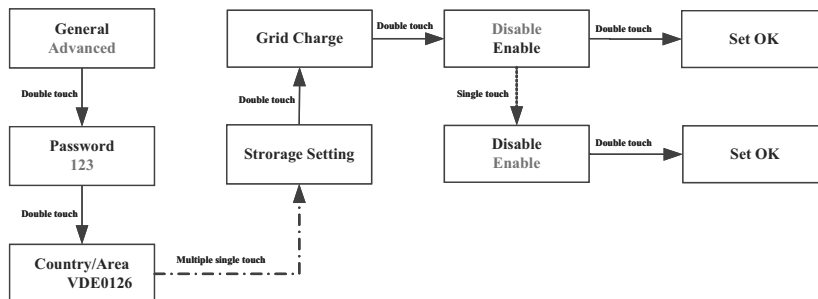 General
Advanced
Double touch
Password
123
Double touch
Country/Area
VDE0126
Multiple single touch
Strorage Setting
Double touch
Grid Charge
Double touch
Disable
Enable
Double touch
Set OK
Single touch
Disable
Enable
Double touch
Set OK